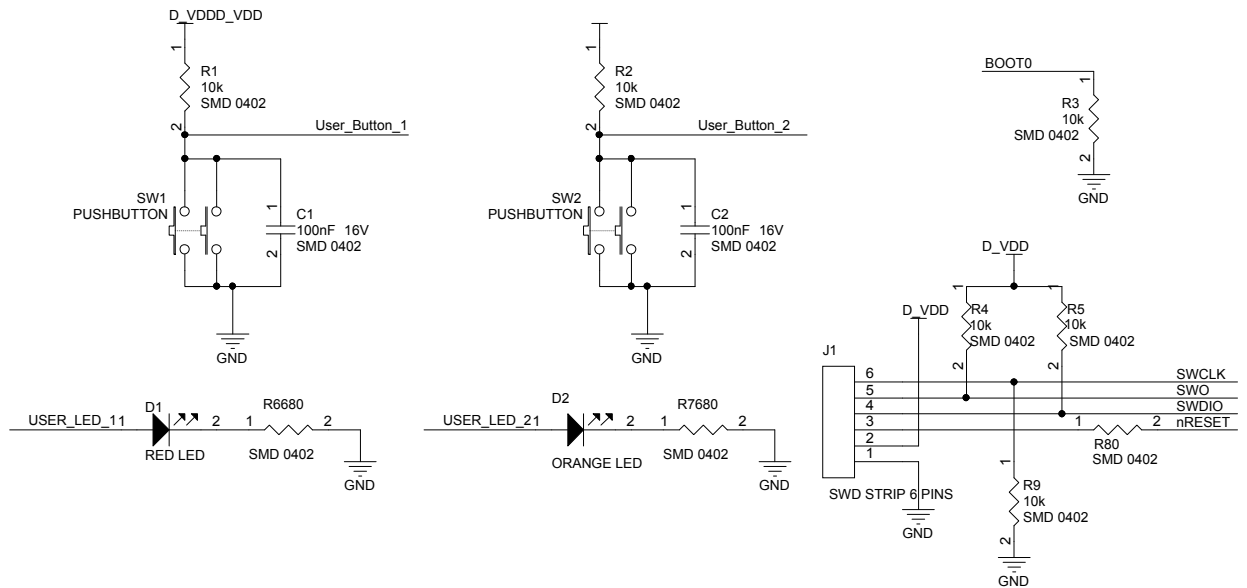 D_VDDD_VDD
1
R1
10k
SMD 0402
2
User_Button_1
SW1
PUSHBUTTON
1
C1
100nF 16V
SMD 0402
2
GND
1
R2
10k
SMD 0402
2
User_Button_2
SW2
PUSHBUTTON
1
C2
100nF 16V
SMD 0402
2
GND
BOOT0
1
R3
10k
SMD 0402
2
GND
USER_LED_11
D1
2
RED LED
1
R6680
2
SMD 0402
GND
USER_LED_21
D2
2
ORANGE LED
1
R7680
2
SMD 0402
GND
D_VDD
1
R4
10k
SMD 0402
2
1
R5
10k
SMD 0402
2
D_VDD
J1
6
SWCLK
5
SWO
4
SWDIO
3
1
2
nRESET
R80
SMD 0402
2
1
SWD STRIP 6 PINS
GND
1
R9
10k
SMD 0402
2
GND